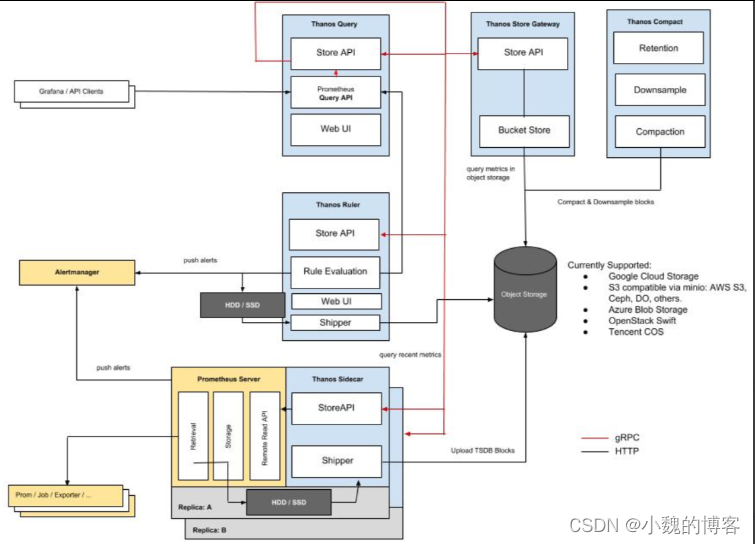 Thanos Query
Store API
Prometheus
Query API
Web UI
Thanos Store Gateway
Store API
Bucket Store
Thanos Compact
Retention
Downsample
Compaction
Grafana / API Clients
query metrics in
object storage
Compact & Downsample blocks
Thanos Ruler
Store API
Rule Evaluation
Web UI
Shipper
push alerts
Alertmanager
HDD / SSD
Object Storage
Currently Supported:
● Google Cloud Storage
● S3 compatible via minio: AWS S3,
Ceph, DO, others.
● Azure Blob Storage
● OpenStack Swift
● Tencent COS
query recent metrics
push alerts
Prometheus Server
Retreival
Storage
Remote Read API
Thanos Sidecar
StoreAPI
Shipper
Upload TSDB Blocks
gRPC
HTTP
Prom / Job / Exporter / ...
HDD / SSD
Replica: A
Replica: B
CSDN @小魏的博客